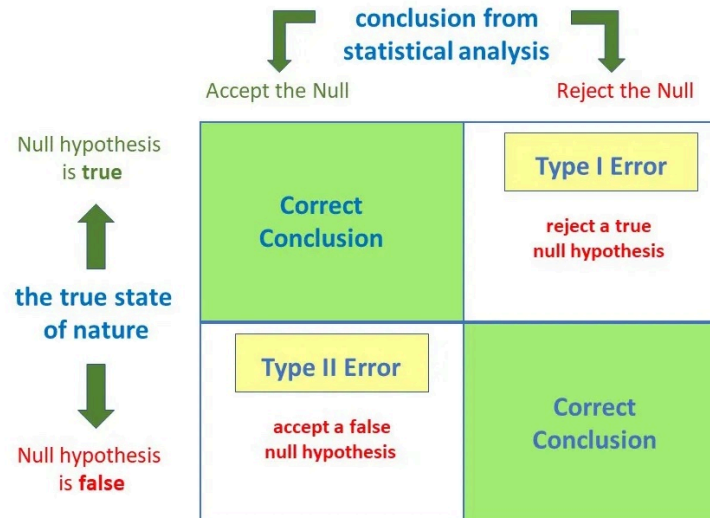 conclusion from
statistical analysis
Accept the Null
Reject the Null
Null hypothesis
is true
Correct
Conclusion
Type I Error
reject a true
null hypothesis
the true state
of nature
Type II Error
accept a false
null hypothesis
Correct
Conclusion
Null hypothesis
is false